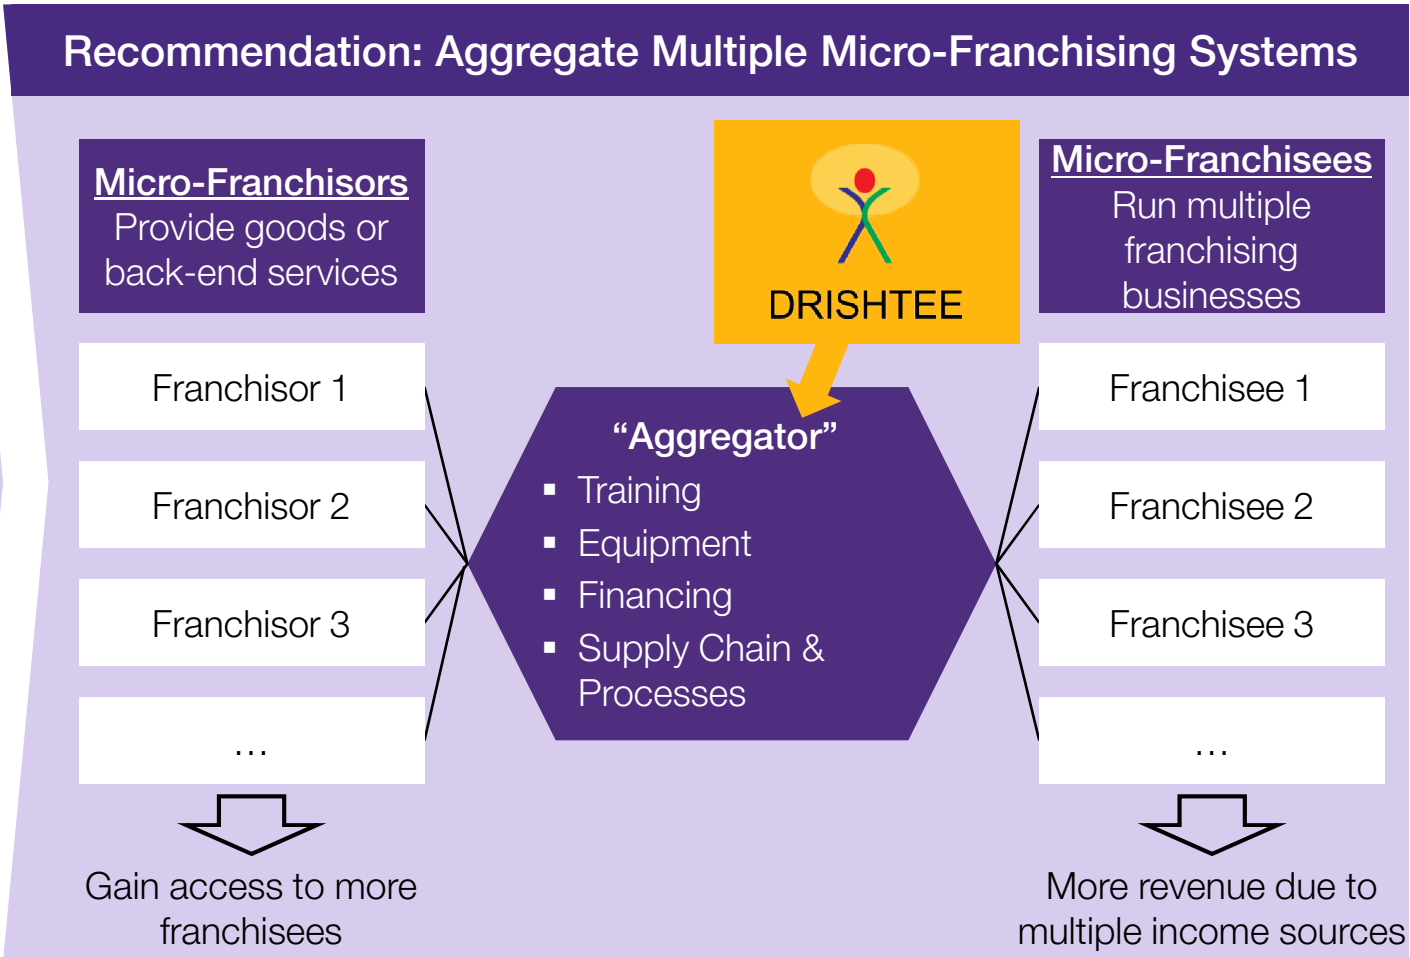 Recommendation: Aggregate Multiple Micro-Franchising Systems
Micro-Franchisors
Provide goods or
back-end services
Franchisor 1
Franchisor 2
Franchisor 3
...
Gain access to more
franchisees
DRISHTEE
“Aggregator”
▪ Training
▪ Equipment
▪ Financing
▪ Supply Chain &
Processes
Micro-Franchisees
Run multiple
franchising
businesses
Franchisee 1
Franchisee 2
Franchisee 3
...
More revenue due to
multiple income sources